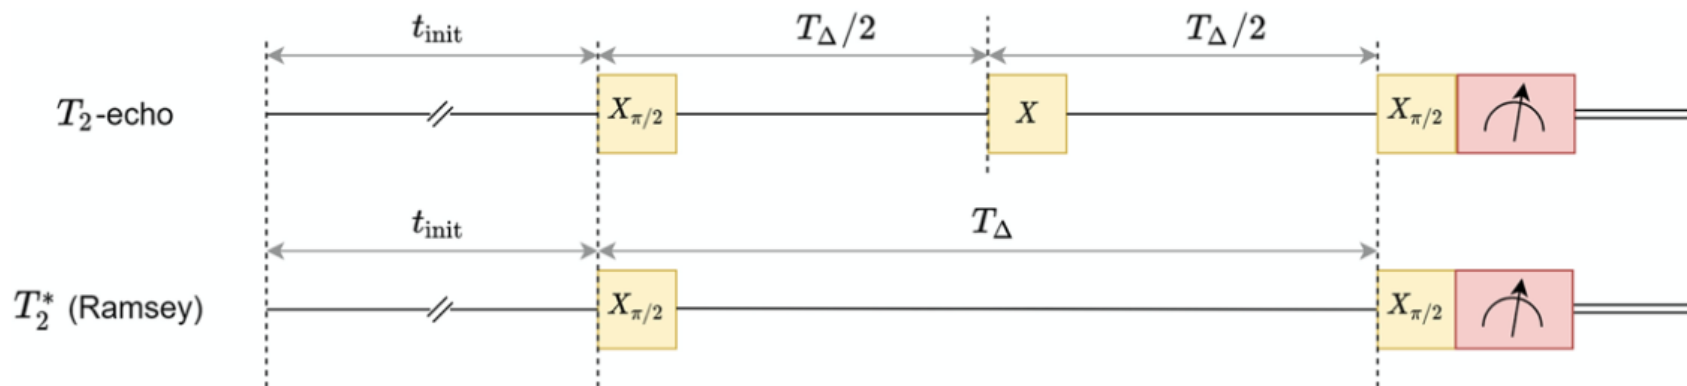 t_init T_Δ/2 T_Δ/2
T_2-echo X_π/2 X X_π/2
t_init T_Δ
T_2^* (Ramsey) X_π/2 X_π/2